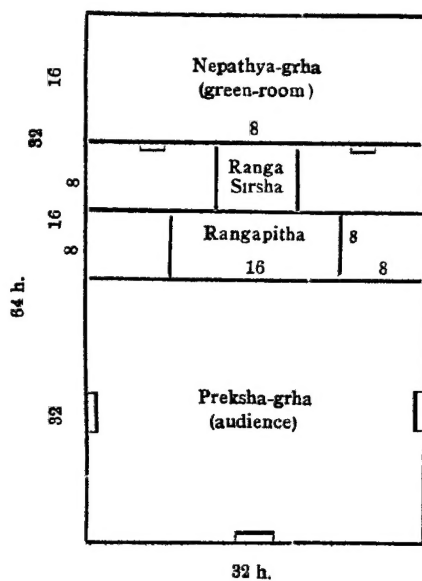 16
Nepathya-grha
(green-room)
32
8
8
Ranga
Sirsha
16
8
Rangapitha
8
16
8
64 h.
32
Preksha-grha
(audience)
32 h.